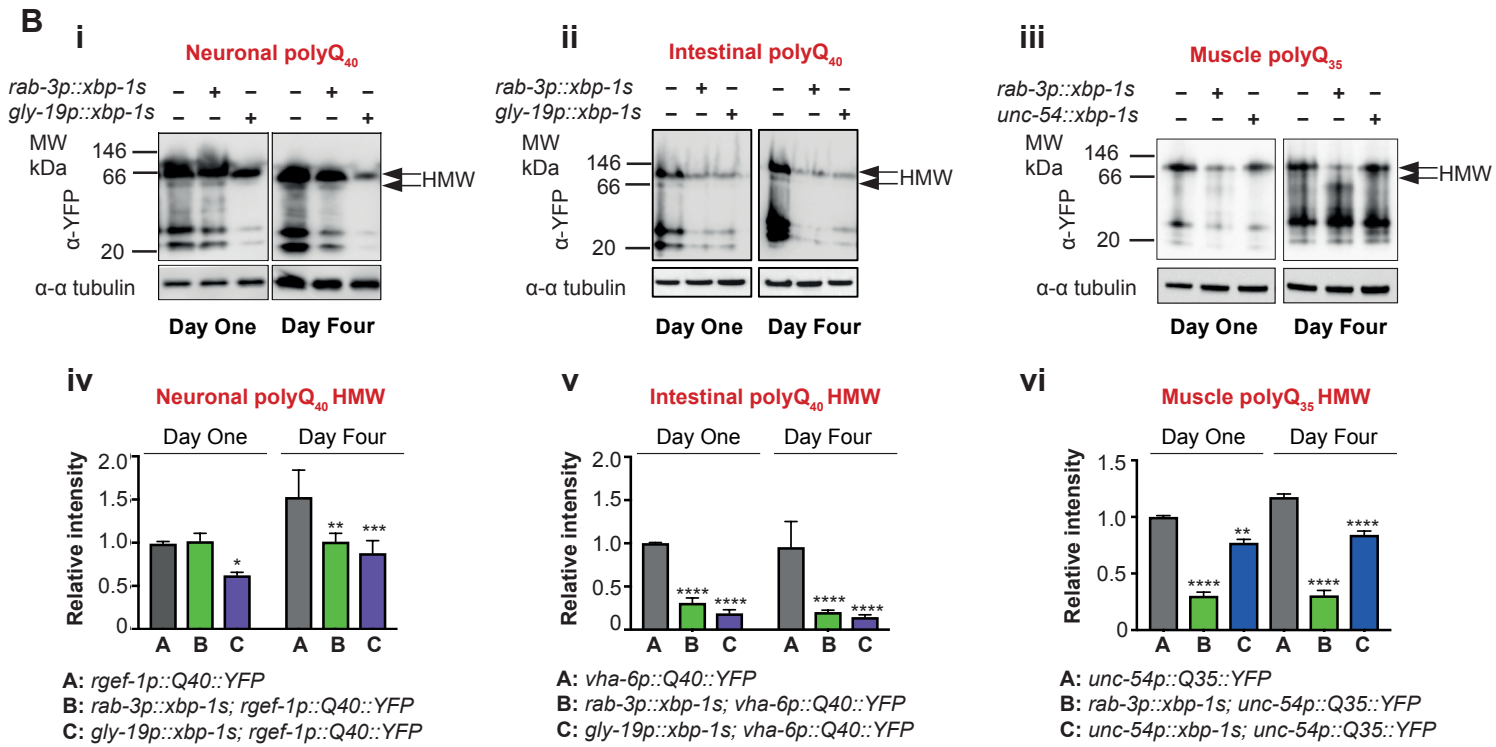 B
i
Neuronal polyQ40
rab-3p::xbp-1s – + – – + –
gly-19p::xbp-1s – – + – – +
MW
kDa
146
66
20
α-YFP
HMW
α-α tubulin
Day One Day Four
ii
Intestinal polyQ40
rab-3p::xbp-1s – + – – + –
gly-19p::xbp-1s – – + – – +
MW
kDa
146
66
20
α-YFP
HMW
α-α tubulin
Day One Day Four
iii
Muscle polyQ35
rab-3p::xbp-1s – + – – + –
unc-54::xbp-1s – – + – – +
MW
kDa
146
66
20
α-YFP
HMW
α-α tubulin
Day One Day Four
iv
Neuronal polyQ40 HMW
Day One Day Four
Relative intensity
2.0
1.5
1.0
0.5
0
* ** ***
A B C A B C
A: rgef-1p::Q40::YFP
B: rab-3p::xbp-1s; rgef-1p::Q40::YFP
C: gly-19p::xbp-1s; rgef-1p::Q40::YFP
v
Intestinal polyQ40 HMW
Day One Day Four
Relative intensity
2.0
1.5
1.0
0.5
0
**** **** **** ****
A B C A B C
A: vha-6p::Q40::YFP
B: rab-3p::xbp-1s; vha-6p::Q40::YFP
C: gly-19p::xbp-1s; vha-6p::Q40::YFP
vi
Muscle polyQ35 HMW
Day One Day Four
Relative intensity
1.5
1.0
0.5
0
**** ** **** ****
A B C A B C
A: unc-54p::Q35::YFP
B: rab-3p::xbp-1s; unc-54p::Q35::YFP
C: unc-54p::xbp-1s; unc-54p::Q35::YFP